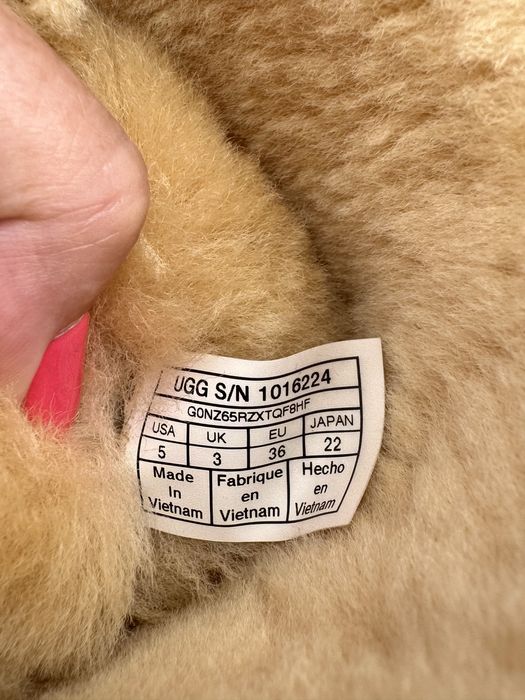 UGG S/N 1016224
G0NZ65RZXTQF8HF
USA UK EU JAPAN
5 3 36 22
Made Fabrique Hecho
In en en
Vietnam Vietnam Vietnam